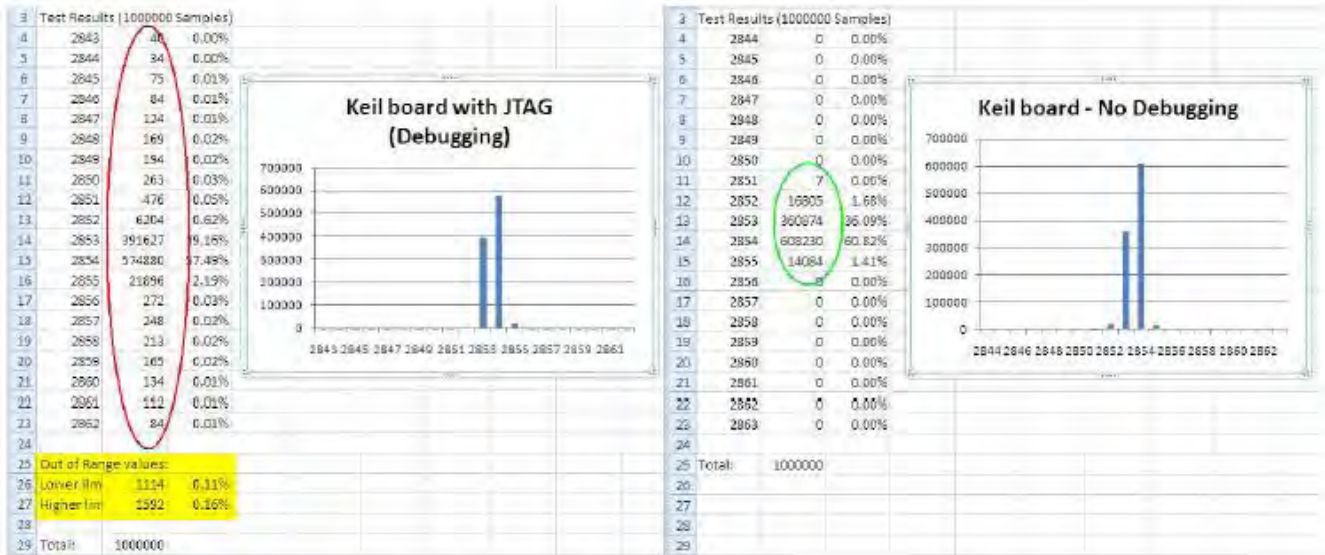 3 Test Results (1000000 Samples)
4 2843 40 0.00%
5 2844 34 0.00%
6 2845 75 0.01%
7 2846 84 0.01%
8 2847 124 0.01%
9 2848 169 0.02%
10 2849 194 0.02%
11 2850 263 0.03%
12 2851 476 0.05%
13 2852 6204 0.62%
14 2853 391627 39.16%
15 2854 574880 57.49%
16 2855 21896 2.19%
17 2856 272 0.03%
18 2857 248 0.02%
19 2858 213 0.02%
20 2859 165 0.02%
21 2860 134 0.01%
22 2861 112 0.01%
23 2862 84 0.01%
24
25 Out of Range values:
26 Lower lim 1114 0.11%
27 Higher lim 1592 0.16%
28
29 Total: 1000000
Keil board with JTAG
(Debugging)
700000
600000
500000
400000
300000
200000
100000
0
2843 2845 2847 2849 2851 2853 2855 2857 2859 2861
3 Test Results (1000000 Samples)
4 2844 0 0.00%
5 2845 0 0.00%
6 2846 0 0.00%
7 2847 0 0.00%
8 2848 0 0.00%
9 2849 0 0.00%
10 2850 0 0.00%
11 2851 7 0.00%
12 2852 16805 1.68%
13 2853 360874 36.09%
14 2854 608230 60.82%
15 2855 14084 1.41%
16 2856 0 0.00%
17 2857 0 0.00%
18 2858 0 0.00%
19 2859 0 0.00%
20 2860 0 0.00%
21 2861 0 0.00%
22 2862 0 0.00%
23 2863 0 0.00%
24
25 Total: 1000000
26
27
28
29
Keil board - No Debugging
700000
600000
500000
400000
300000
200000
100000
0
2844 2846 2848 2850 2852 2854 2856 2858 2860 2862